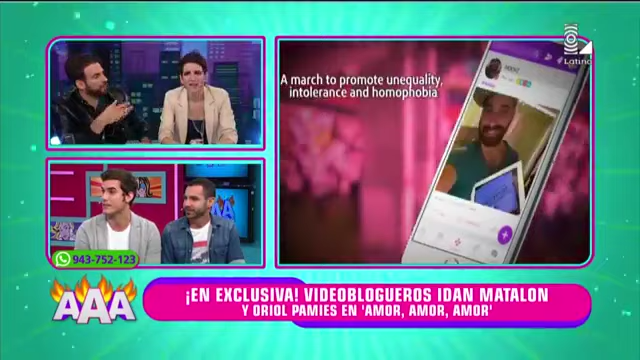 Latina
A march to promote unequality,
intolerance and homophobia
943-752-123
AAA
¡EN EXCLUSIVA! VIDEOBLOGUEROS IDAN MATALON
Y ORIOL PAMIES EN 'AMOR, AMOR, AMOR'